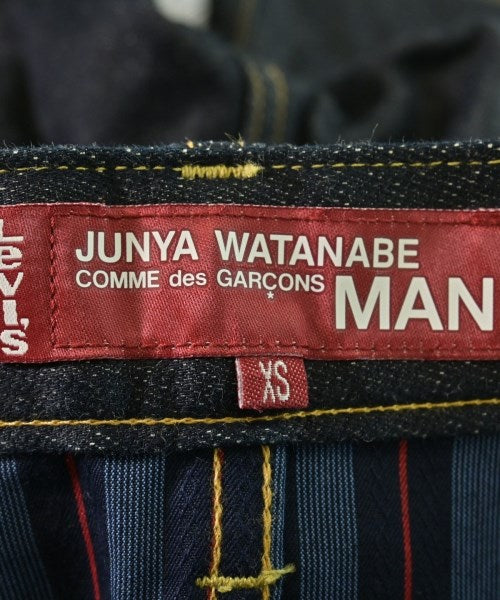 Levi's
JUNYA WATANABE
COMME des GARÇONS
MAN
XS